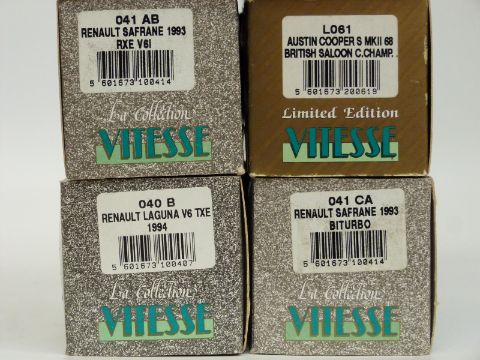 041 AB
RENAULT SAFRANE 1993
RXE V6I
5 601673 100414
La Collection
VITESSE
L061
AUSTIN COOPER S MKII 68
BRITISH SALOON C.CHAMP.
5 601673 200619
Limited Edition
VITESSE
040 B
RENAULT LAGUNA V6 TXE
1994
5 601673 100407
La Collection
VITESSE
041 CA
RENAULT SAFRANE 1993
BITURBO
5 601673 100414
La Collection
VITESSE